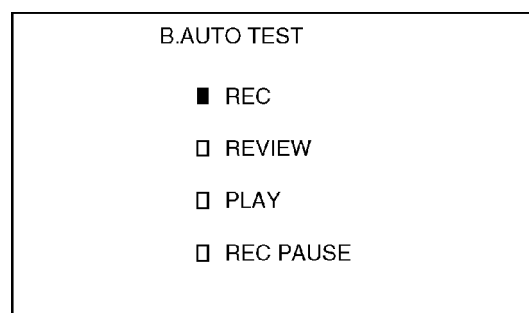 B.AUTO TEST
REC
REVIEW
PLAY
REC PAUSE